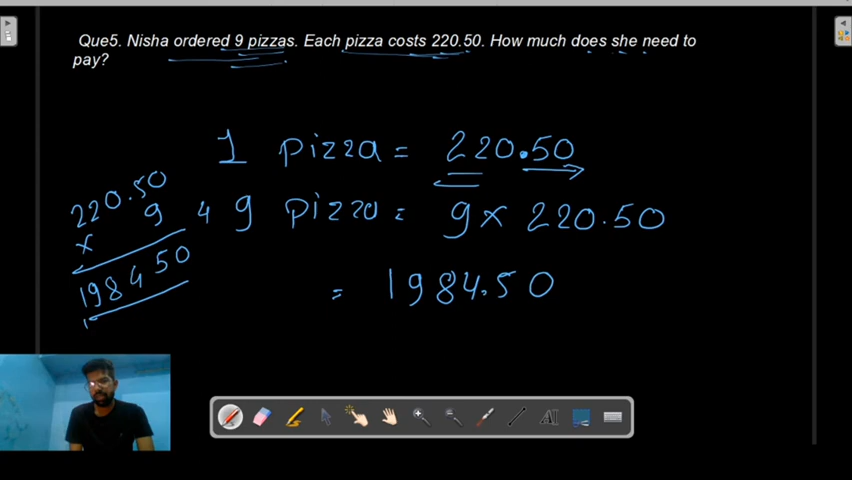 Que5. Nisha ordered 9 pizzas. Each pizza costs 220.50. How much does she need to
pay?
1 pizza = 220.50
9 pizza = 9 x 220.50
= 1984.50
220.50
x 9 4
198450
AI